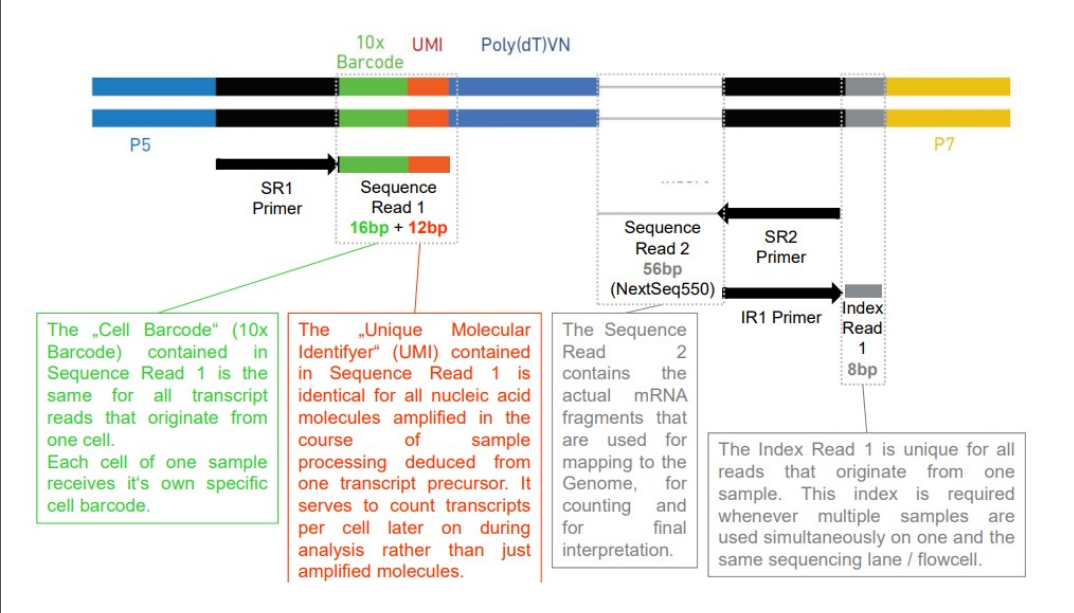 10x
Barcode
UMI
Poly(dT)VN
P5
P7
SR1
Primer
Sequence
Read 1
16bp + 12bp
Sequence
Read 2
56bp
(NextSeq550)
SR2
Primer
IR1 Primer
Index
Read
1
8bp
The „Cell Barcode“ (10x
Barcode) contained in
Sequence Read 1 is the
same for all transcript
reads that originate from
one cell.
Each cell of one sample
receives it's own specific
cell barcode.
The „Unique Molecular
Identifyer“ (UMI) contained
in Sequence Read 1 is
identical for all nucleic acid
molecules amplified in the
course of sample
processing deduced from
one transcript precursor. It
serves to count transcripts
per cell later on during
analysis rather than just
amplified molecules.
The Sequence
Read 2
contains the
actual mRNA
fragments that
are used for
mapping to the
Genome, for
counting and
for final
interpretation.
The Index Read 1 is unique for all
reads that originate from one
sample. This index is required
whenever multiple samples are
used simultaneously on one and the
same sequencing lane / flowcell.